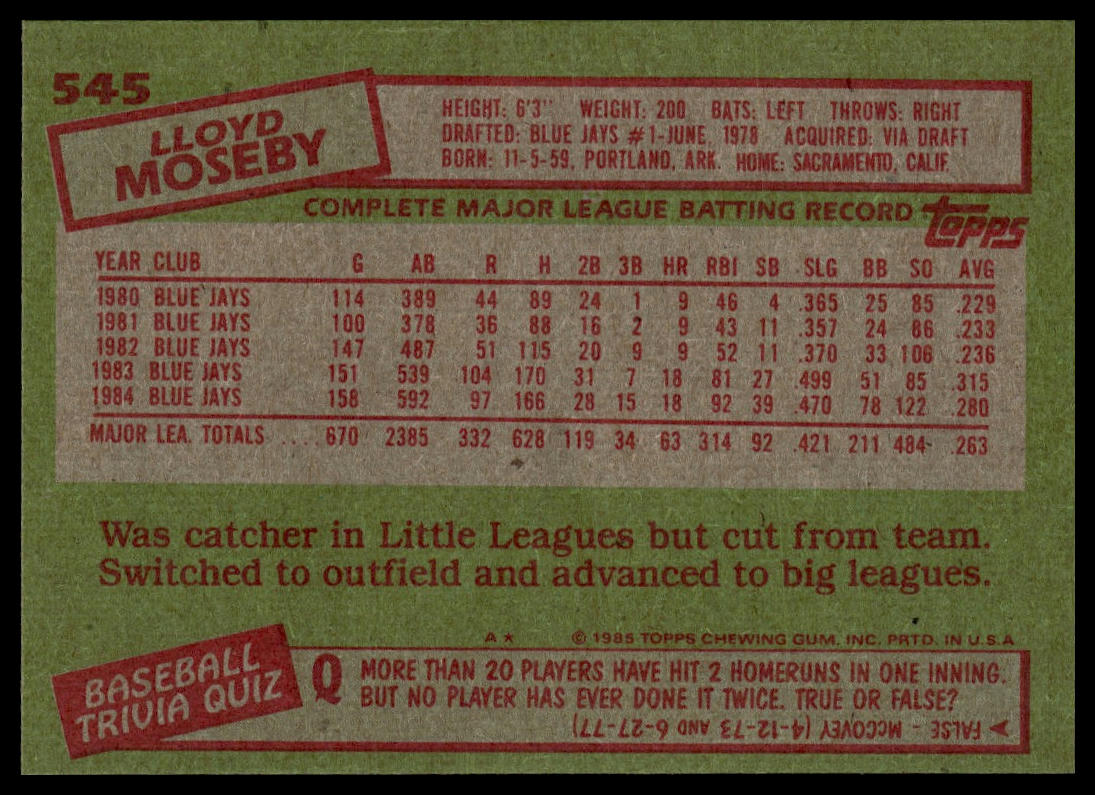 545
LLOYD
MOSEBY
HEIGHT: 6'3" WEIGHT: 200 BATS: LEFT THROWS: RIGHT
DRAFTED: BLUE JAYS #1-JUNE, 1978 ACQUIRED: VIA DRAFT
BORN: 11-5-59, PORTLAND, ARK. HOME: SACRAMENTO, CALIF.
COMPLETE MAJOR LEAGUE BATTING RECORD topps
YEAR CLUB G AB R H 2B 3B HR RBI SB SLG BB SO AVG
1980 BLUE JAYS 114 389 44 89 24 1 9 46 4 .365 25 85 .229
1981 BLUE JAYS 100 378 36 88 16 2 9 43 11 .357 24 86 .233
1982 BLUE JAYS 147 487 51 115 20 9 9 52 11 .370 33 106 .236
1983 BLUE JAYS 151 539 104 170 31 7 18 81 27 .499 51 85 .315
1984 BLUE JAYS 158 592 97 166 28 15 18 92 39 .470 78 122 .280
MAJOR LEA. TOTALS .... 670 2385 332 628 119 34 63 314 92 .421 211 484 .263
Was catcher in Little Leagues but cut from team.
Switched to outfield and advanced to big leagues.
A★ © 1985 TOPPS CHEWING GUM, INC. PRTD. IN U.S.A
BASEBALL
TRIVIA QUIZ
Q MORE THAN 20 PLAYERS HAVE HIT 2 HOMERUNS IN ONE INNING.
BUT NO PLAYER HAS EVER DONE IT TWICE. TRUE OR FALSE?
FALSE - McCOVEY (4-12-73 AND 6-27-77)